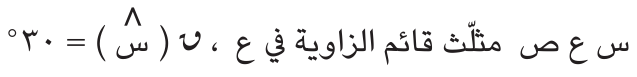 س ع ص مثلّث قائم الزاوية في ع ، ن ( س^ ) = ٣٠°